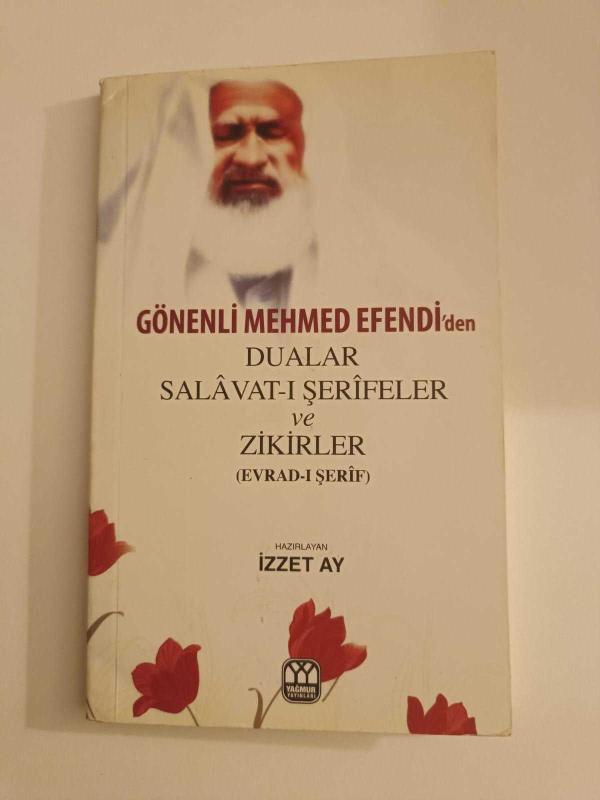 GÖNENLİ MEHMED EFENDİ'den
DUALAR
SALÂVAT-I ŞERÎFELER
ve
ZİKİRLER
(EVRAD-I ŞERÎF)
HAZIRLAYAN
İZZET AY
YAĞMUR
YAYINLARI